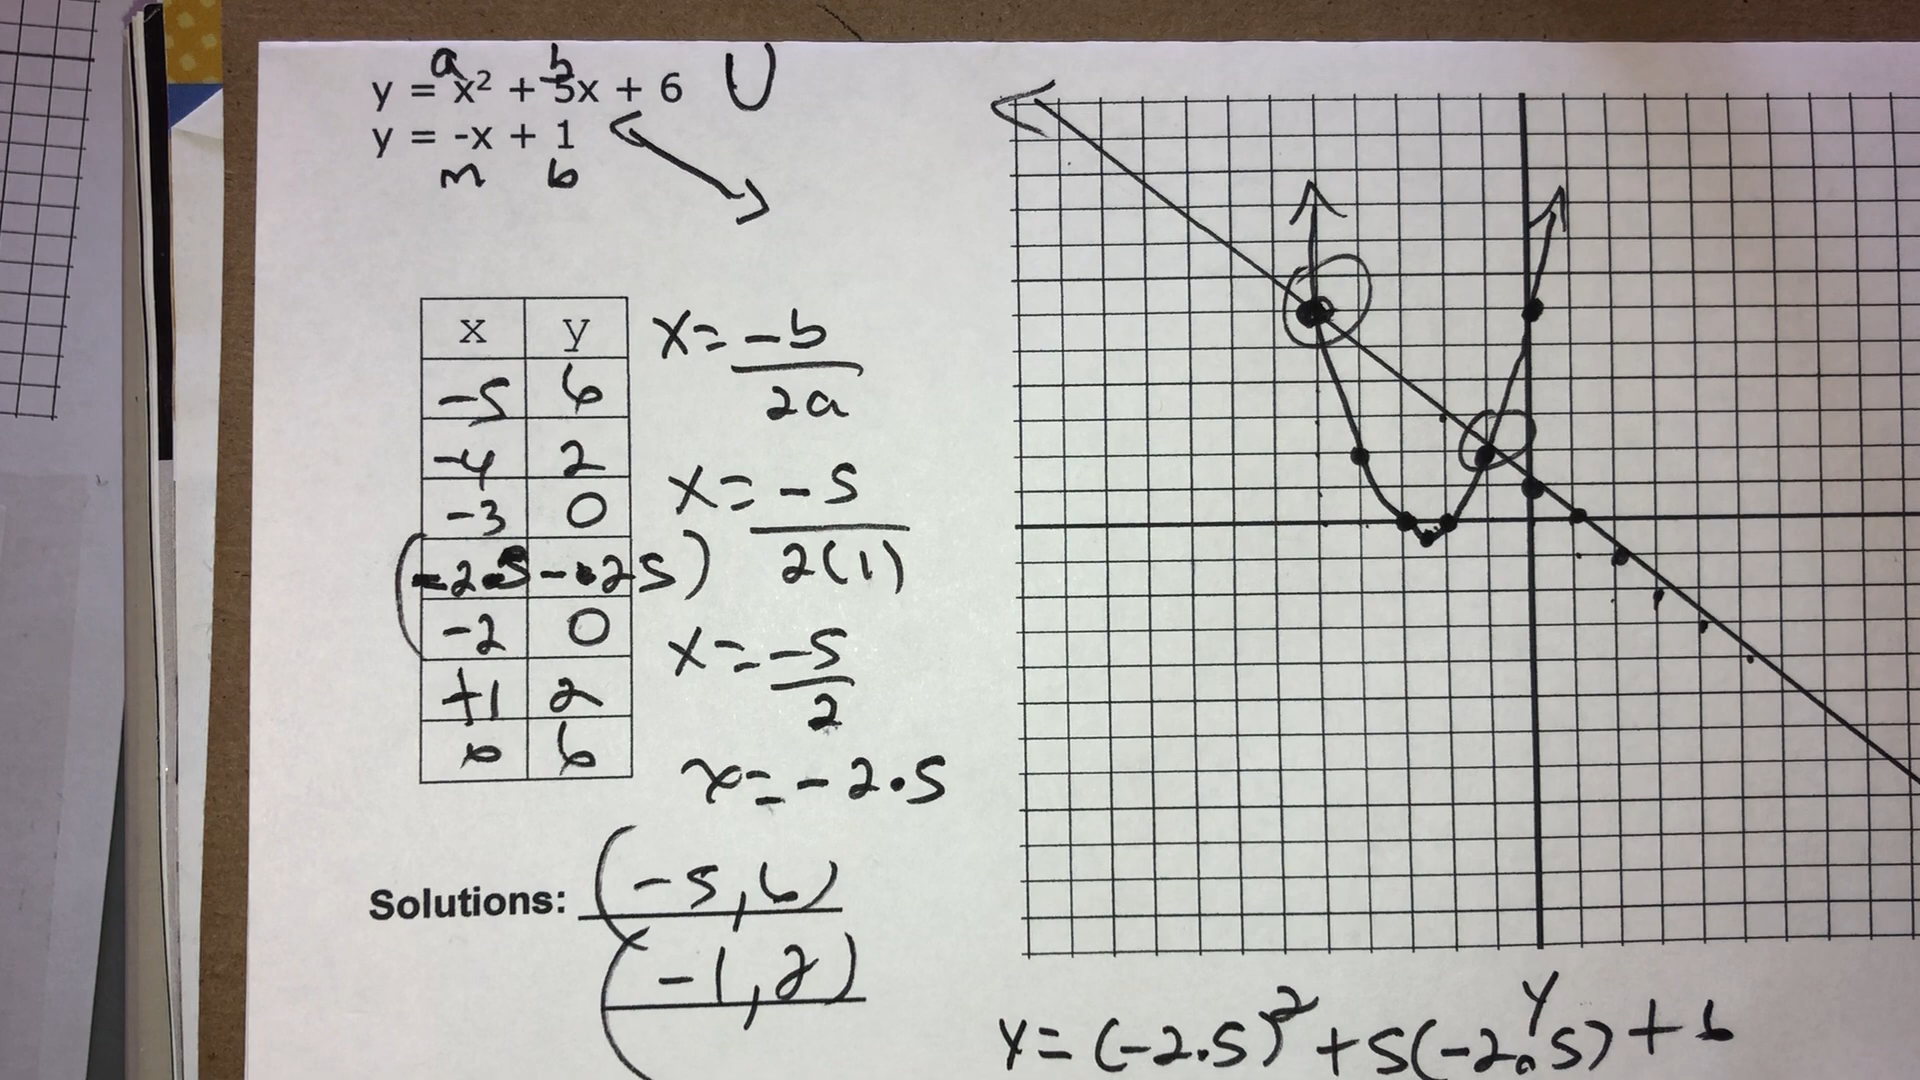 a b
y = x² + 5x + 6 U
y = -x + 1
m b
x y
-5 6
-4 2
-3 0
(-2.5 -.25)
-2 0
+1 2
0 6
x = -b
2a
x = -5
2(1)
x = -5
2
x = -2.5
Solutions: (-5, 6)
(-1, 2)
y
y = (-2.5)² + 5(-2.5) + 6